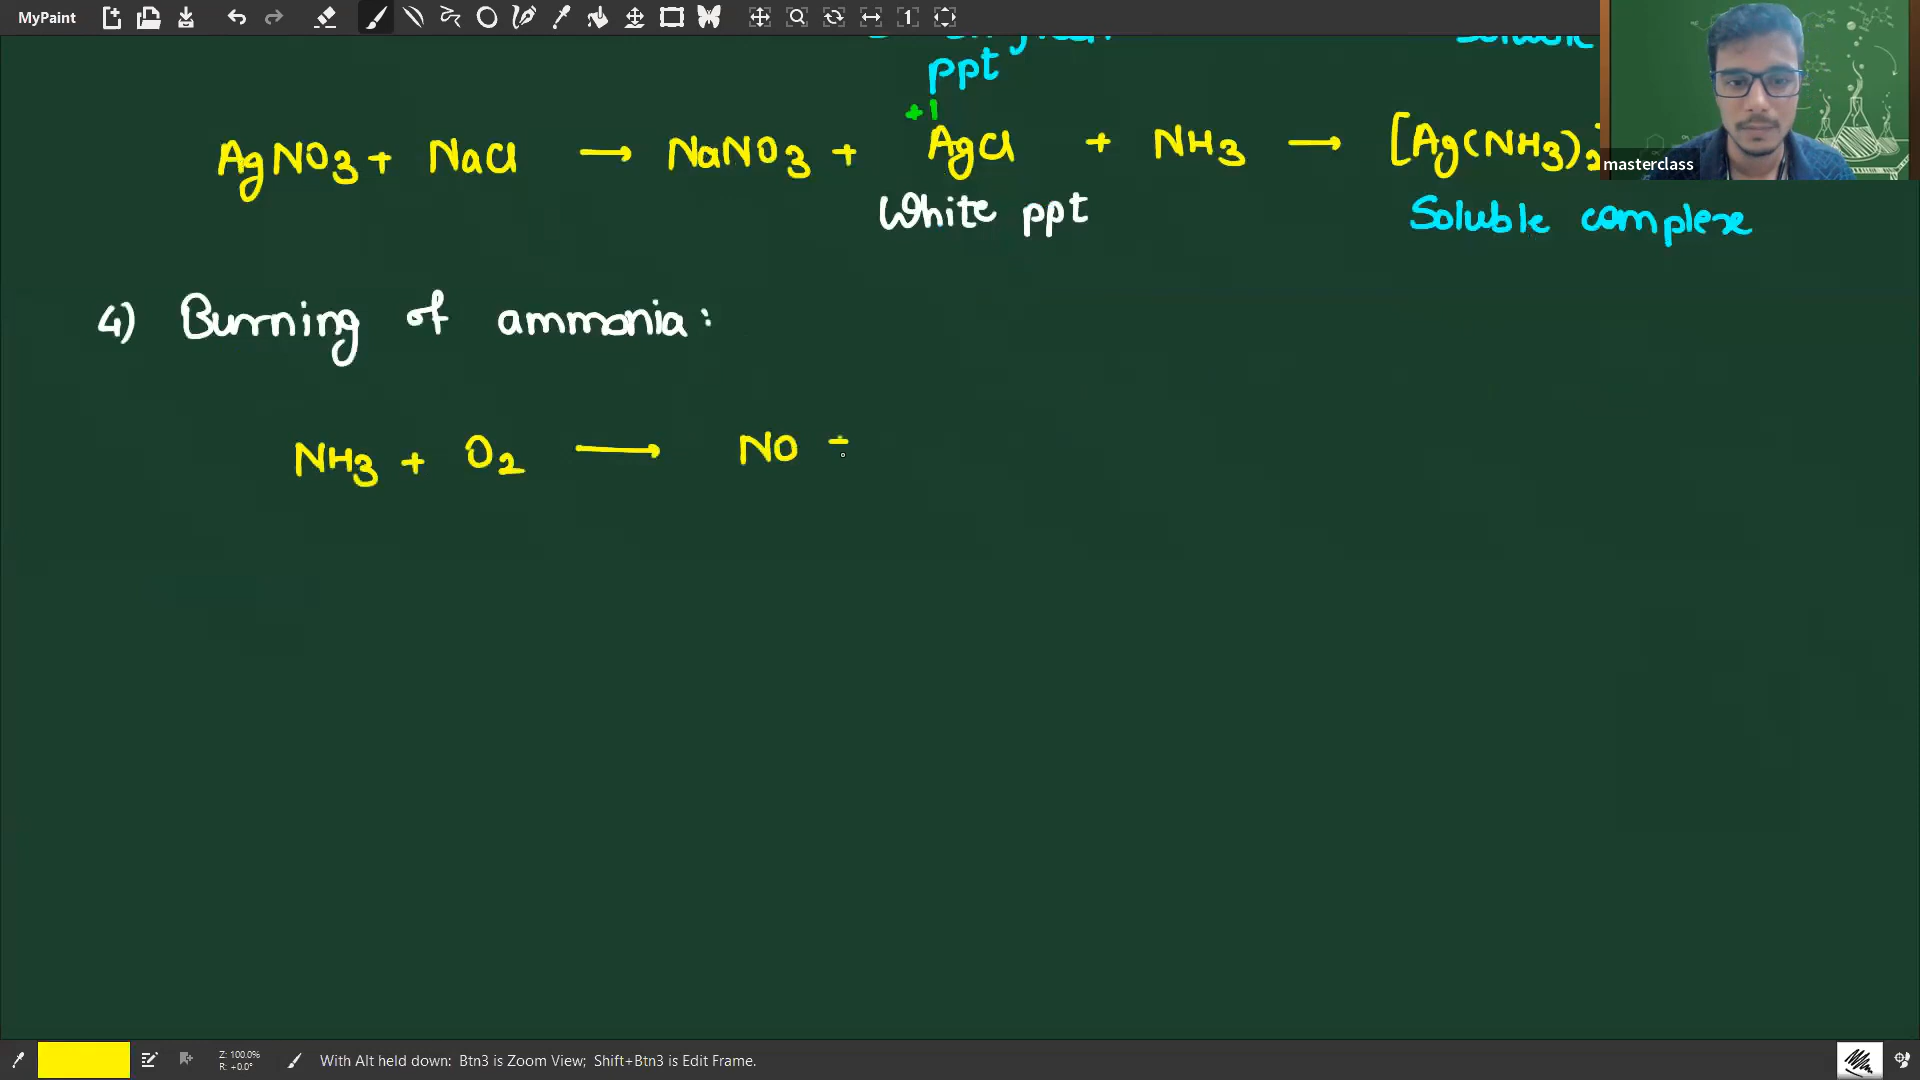 MyPaint
ppt
+1
AgNO3 + NaCl → NaNO3 + AgCl + NH3 → [Ag(NH3)2
masterclass
White ppt
Soluble complexe
4) Burning of ammonia:
NH3 + O2 → NO -
Z: 100.0%
R: +0.0°
With Alt held down: Btn3 is Zoom View; Shift+Btn3 is Edit Frame.